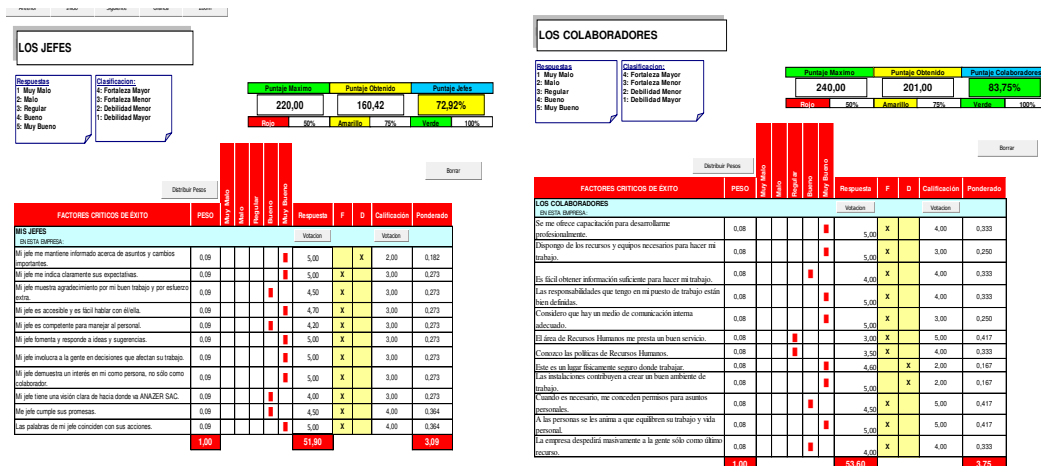 Anterior Inicio Siguiente Grabar Zoom
LOS JEFES
Respuestas
1 Muy Malo
2: Malo
3: Regular
4: Bueno
5: Muy Bueno
Clasificacion:
4: Fortaleza Mayor
3: Fortaleza Menor
2: Debilidad Menor
1: Debilidad Mayor
Puntaje Maximo Puntaje Obtenido Puntaje Jefes
220,00 160,42 72,92%
Rojo 50% Amarillo 75% Verde 100%
Borrar
Distribuir Pesos
FACTORES CRITICOS DE ÉXITO PESO Muy Malo Malo Regular Bueno Muy Bueno Respuesta F D Calificación Ponderado
MIS JEFES
EN ESTA EMPRESA:
Votacion Votacion
Mi jefe me mantiene informado acerca de asuntos y cambios importantes. 0,09 5,00 X 2,00 0,182
Mi jefe me indica claramente sus expectativas. 0,09 5,00 X 3,00 0,273
Mi jefe muestra agradecimiento por mi buen trabajo y por esfuerzo extra. 0,09 4,50 X 3,00 0,273
Mi jefe es accesible y es fácil hablar con él/ella. 0,09 4,70 X 3,00 0,273
Mi jefe es competente para manejar al personal. 0,09 4,20 X 3,00 0,273
Mi jefe fomenta y responde a ideas y sugerencias. 0,09 5,00 X 3,00 0,273
Mi jefe involucra a la gente en decisiones que afectan su trabajo. 0,09 5,00 X 3,00 0,273
Mi jefe demuestra un interés en mi como persona, no sólo como colaborador. 0,09 5,00 X 3,00 0,273
Mi jefe tiene una visión clara de hacia donde va ANAZER SAC. 0,09 4,00 X 3,00 0,273
Me jefe cumple sus promesas. 0,09 4,50 X 4,00 0,364
Las palabras de mi jefe coinciden con sus acciones. 0,09 5,00 X 4,00 0,364
1,00 51,90 3,09
LOS COLABORADORES
Respuestas
1 Muy Malo
2: Malo
3: Regular
4: Bueno
5: Muy Bueno
Clasificacion:
4: Fortaleza Mayor
3: Fortaleza Menor
2: Debilidad Menor
1: Debilidad Mayor
Puntaje Maximo Puntaje Obtenido Puntaje Colaboradores
240,00 201,00 83,75%
Rojo 50% Amarillo 75% Verde 100%
Borrar
Distribuir Pesos
FACTORES CRITICOS DE ÉXITO PESO Muy Malo Malo Regular Bueno Muy Bueno Respuesta F D Calificación Ponderado
LOS COLABORADORES
EN ESTA EMPRESA:
Votacion Votacion
Se me ofrece capacitación para desarrollarme profesionalmente. 0,08 5,00 X 4,00 0,333
Dispongo de los recursos y equipos necesarios para hacer mi trabajo. 0,08 5,00 X 3,00 0,250
Es fácil obtener información suficiente para hacer mi trabajo. 0,08 4,00 X 4,00 0,333
Las responsabilidades que tengo en mi puesto de trabajo están bien definidas. 0,08 5,00 X 4,00 0,333
Considero que hay un medio de comunicación interna adecuado. 0,08 5,00 X 3,00 0,250
El área de Recursos Humanos me presta un buen servicio. 0,08 3,00 X 5,00 0,417
Conozco las políticas de Recursos Humanos. 0,08 3,50 X 4,00 0,333
Este es un lugar físicamente seguro donde trabajar. 0,08 4,60 X 2,00 0,167
Las instalaciones contribuyen a crear un buen ambiente de trabajo. 0,08 5,00 X 2,00 0,167
Cuando es necesario, me conceden permisos para asuntos personales. 0,08 4,50 X 5,00 0,417
A las personas se les anima a que equilibren su trabajo y vida personal. 0,08 5,00 X 5,00 0,417
La empresa despedirá masivamente a la gente sólo como último recurso. 0,08 4,00 X 4,00 0,333
1,00 53,60 3,75